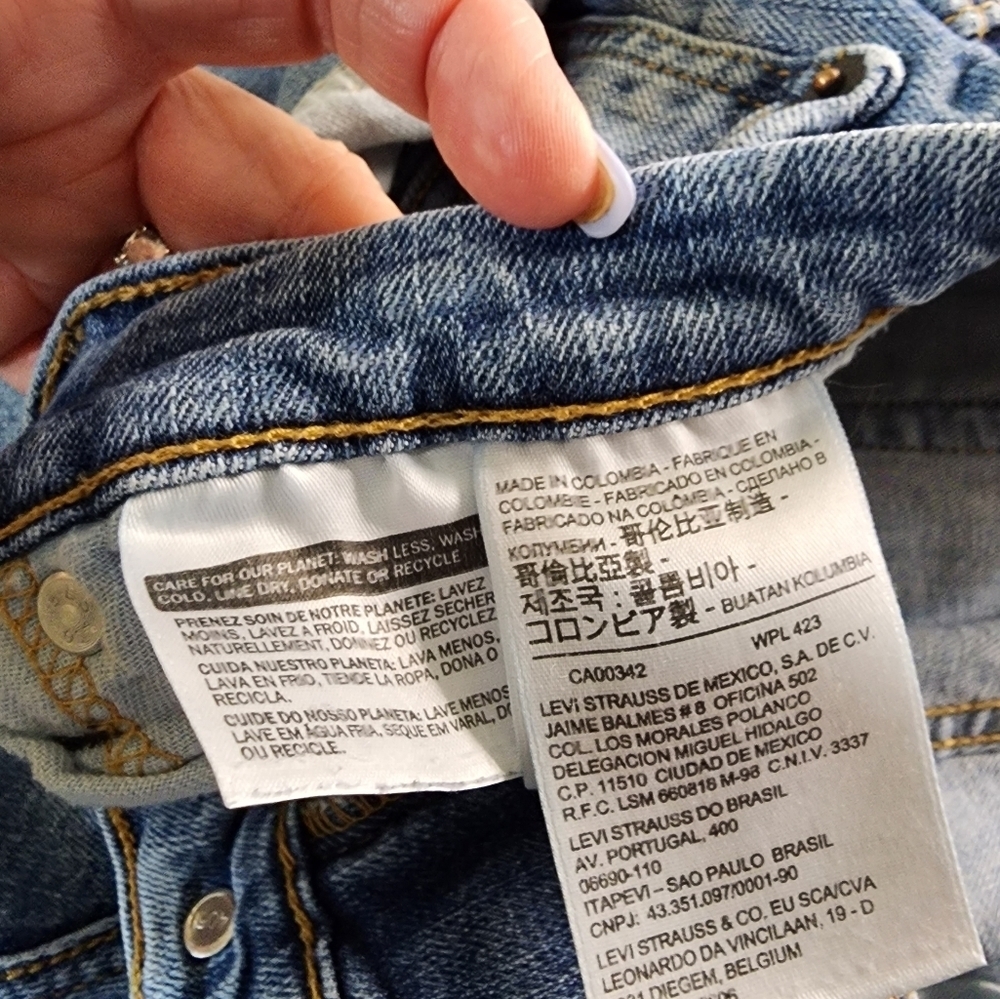 CARE FOR OUR PLANET: WASH LESS, WASH
COLD, LINE DRY, DONATE OR RECYCLE
PRENEZ SOIN DE NOTRE PLANETE: LAVEZ
MOINS, LAVEZ A FROID, LAISSEZ SECHER
NATURELLEMENT, DONNEZ OU RECYCLEZ
CUIDA NUESTRO PLANETA: LAVA MENOS,
LAVA EN FRIO, TIENDE LA ROPA, DONA O
RECICLA.
CUIDE DO NOSSO PLANETA: LAVE MENOS
LAVE EM ÁGUA FRIA, SEQUE EM VARAL,
OU RECICLE.
MADE IN COLOMBIA - FABRIQUE EN
COLOMBIE - FABRICADO EN COLOMBIA -
FABRICADO NA COLOMBIA - СДЕЛАНО В
КОЛУМБИИ - 哥伦比亚制造 -
哥倫比亞製 -
제조국 : 콜롬비아 -
コロンビア製 - BUATAN KOLUMBIA
CA00342 WPL 423
LEVI STRAUSS DE MEXICO, S.A. DE C.V.
JAIME BALMES # 8 OFICINA 502
COL. LOS MORALES POLANCO
DELEGACION MIGUEL HIDALGO
C.P. 11510 CIUDAD DE MEXICO
R.F.C. LSM 660818 M-98 C.N.I.V. 3337
LEVI STRAUSS DO BRASIL
AV. PORTUGAL, 400
06690-110
ITAPEVI – SAO PAULO BRASIL
CNPJ: 43.351.097/0001-90
LEVI STRAUSS & CO. EU SCA/CVA
LEONARDO DA VINCILAAN, 19 - D
DIEGEM, BELGIUM